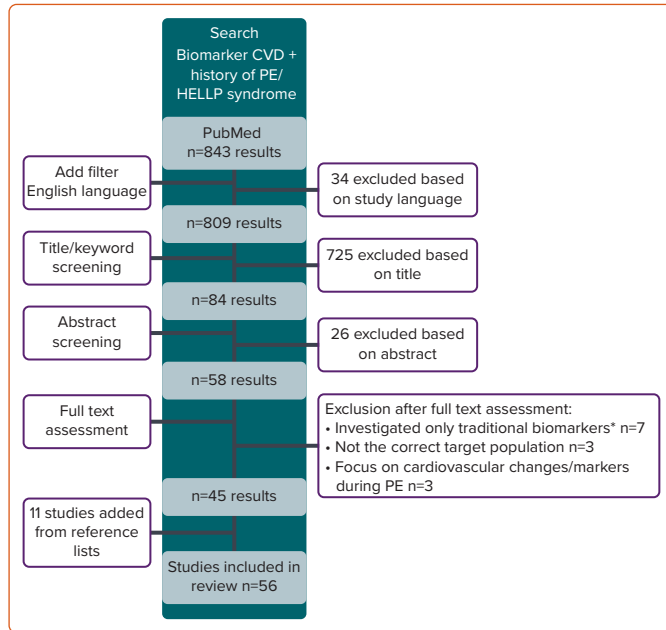 Search
Biomarker CVD +
history of PE/
HELLP syndrome
PubMed
n=843 results
Add filter
English language
34 excluded based
on study language
n=809 results
Title/keyword
screening
725 excluded based
on title
n=84 results
Abstract
screening
26 excluded based
on abstract
n=58 results
Full text
assessment
Exclusion after full text assessment:
• Investigated only traditional biomarkers* n=7
• Not the correct target population n=3
• Focus on cardiovascular changes/markers
during PE n=3
n=45 results
11 studies added
from reference
lists
Studies included in
review n=56